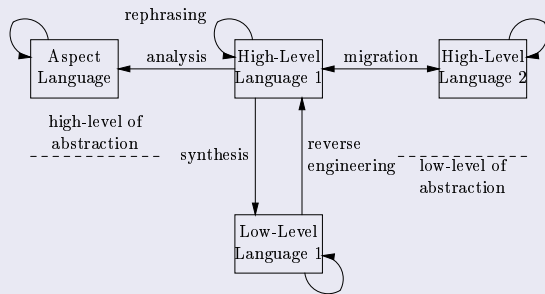 rephrasing
Aspect
Language
analysis
High-Level
Language 1
migration
High-Level
Language 2
high-level of
abstraction
synthesis
reverse
engineering
low-level of
abstraction
Low-Level
Language 1